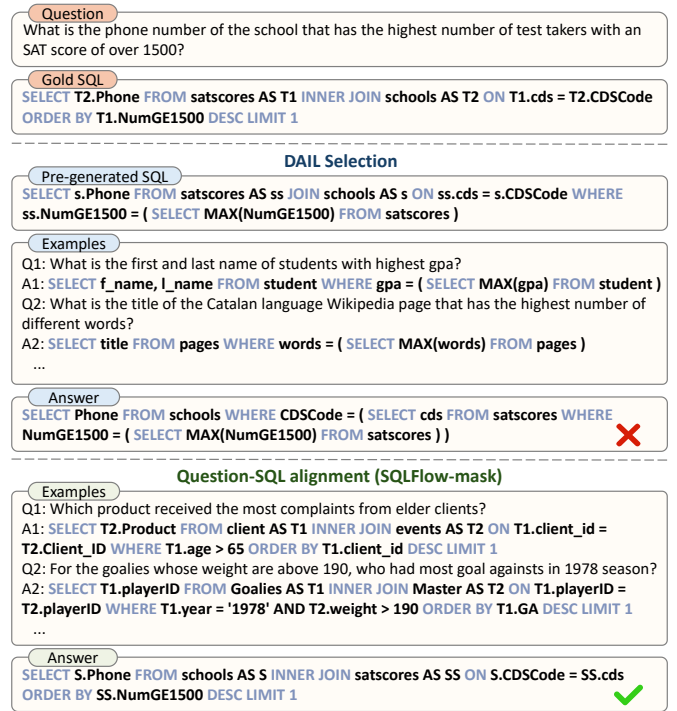 Question
What is the phone number of the school that has the highest number of test takers with an
SAT score of over 1500?
Gold SQL
SELECT T2.Phone FROM satscores AS T1 INNER JOIN schools AS T2 ON T1.cds = T2.CDSCode
ORDER BY T1.NumGE1500 DESC LIMIT 1
DAIL Selection
Pre-generated SQL
SELECT s.Phone FROM satscores AS ss JOIN schools AS s ON ss.cds = s.CDSCode WHERE
ss.NumGE1500 = ( SELECT MAX(NumGE1500) FROM satscores )
Examples
Q1: What is the first and last name of students with highest gpa?
A1: SELECT f_name, l_name FROM student WHERE gpa = ( SELECT MAX(gpa) FROM student )
Q2: What is the title of the Catalan language Wikipedia page that has the highest number of
different words?
A2: SELECT title FROM pages WHERE words = ( SELECT MAX(words) FROM pages )
...
Answer
SELECT Phone FROM schools WHERE CDSCode = ( SELECT cds FROM satscores WHERE
NumGE1500 = ( SELECT MAX(NumGE1500) FROM satscores ) )
Question-SQL alignment (SQLFlow-mask)
Examples
Q1: Which product received the most complaints from elder clients?
A1: SELECT T2.Product FROM client AS T1 INNER JOIN events AS T2 ON T1.client_id =
T2.Client_ID WHERE T1.age > 65 ORDER BY T1.client_id DESC LIMIT 1
Q2: For the goalies whose weight are above 190, who had most goal againsts in 1978 season?
A2: SELECT T1.playerID FROM Goalies AS T1 INNER JOIN Master AS T2 ON T1.playerID =
T2.playerID WHERE T1.year = '1978' AND T2.weight > 190 ORDER BY T1.GA DESC LIMIT 1
...
Answer
SELECT S.Phone FROM schools AS S INNER JOIN satscores AS SS ON S.CDSCode = SS.cds
ORDER BY SS.NumGE1500 DESC LIMIT 1